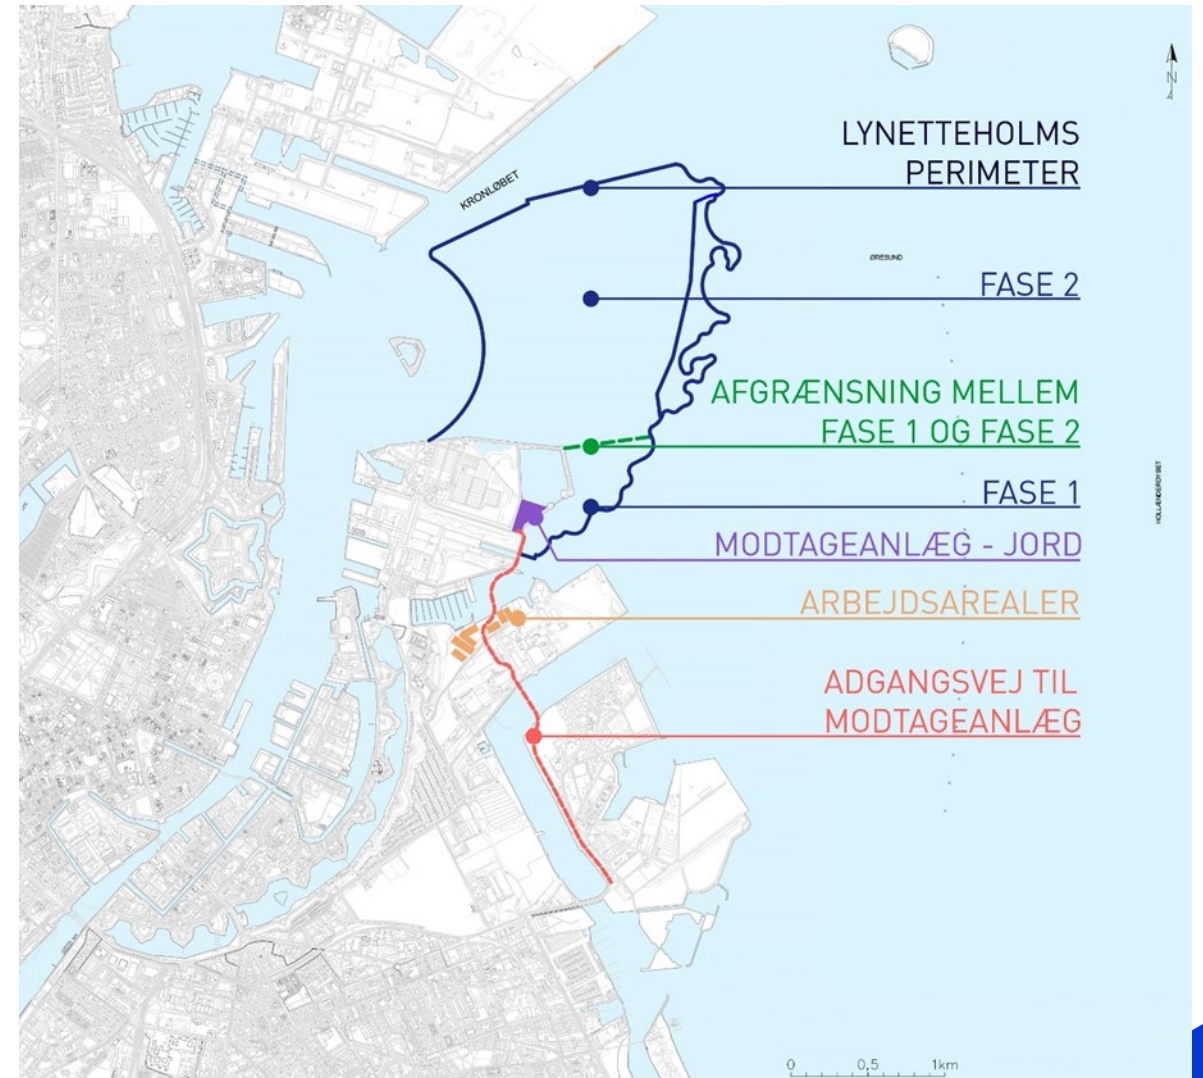 LYNETTEHOLMS
PERIMETER
KRONLØBET
ØRESUND
FASE 2
AFGRÆNSNING MELLEM
FASE 1 OG FASE 2
FASE 1
HOLLÆNDERDYBET
MODTAGEANLÆG - JORD
ARBEJDSAREALER
ADGANGSVEJ TIL
MODTAGEANLÆG
N
0 0,5 1km